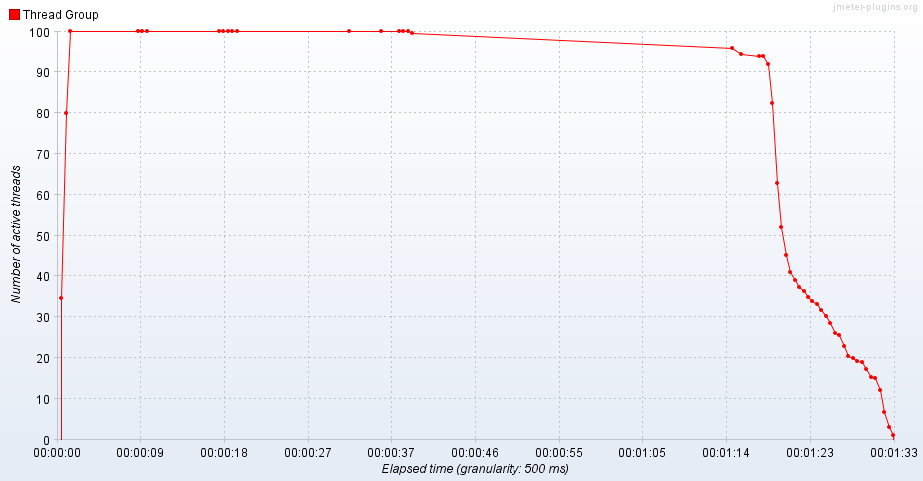 jmeter-plugins.org
Thread Group
100
90
80
70
60
50
40
30
20
10
0
Number of active threads
00:00:00 00:00:09 00:00:18 00:00:27 00:00:37 00:00:46 00:00:55 00:01:05 00:01:14 00:01:23 00:01:33
Elapsed time (granularity: 500 ms)